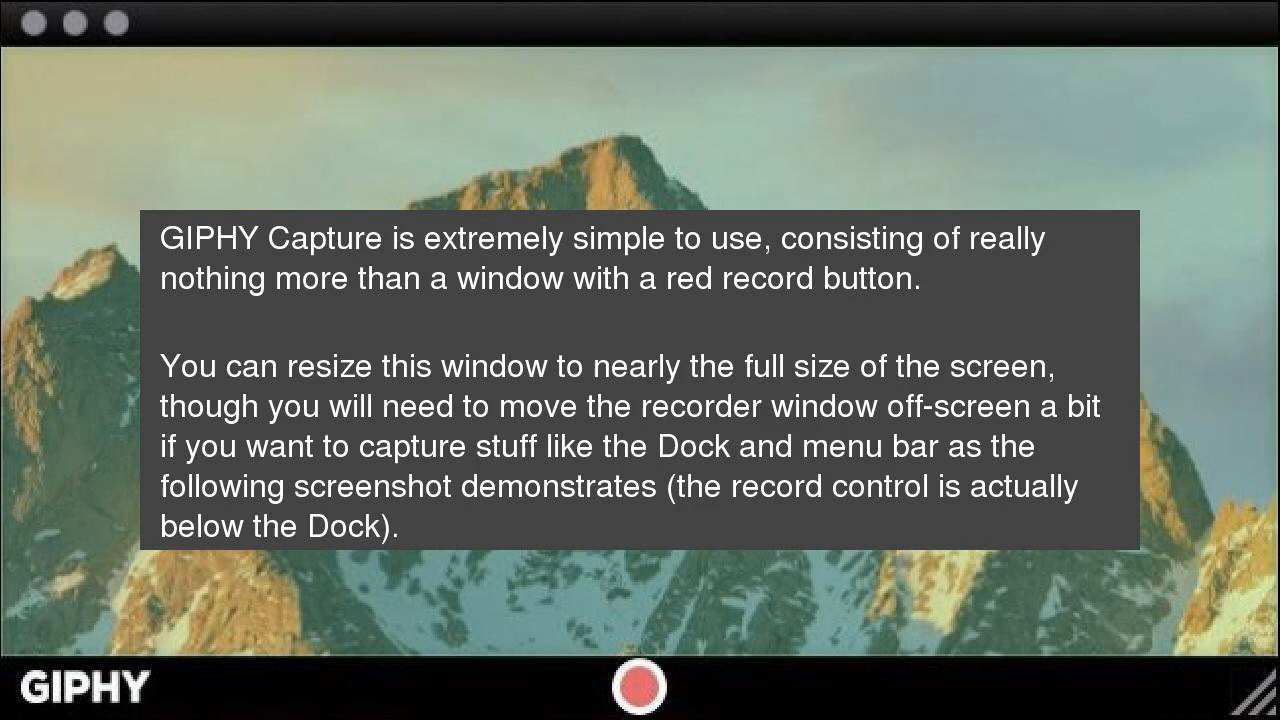 GIPHY Capture is extremely simple to use, consisting of really
nothing more than a window with a red record button.
You can resize this window to nearly the full size of the screen,
though you will need to move the recorder window off-screen a bit
if you want to capture stuff like the Dock and menu bar as the
following screenshot demonstrates (the record control is actually
below the Dock).
GIPHY